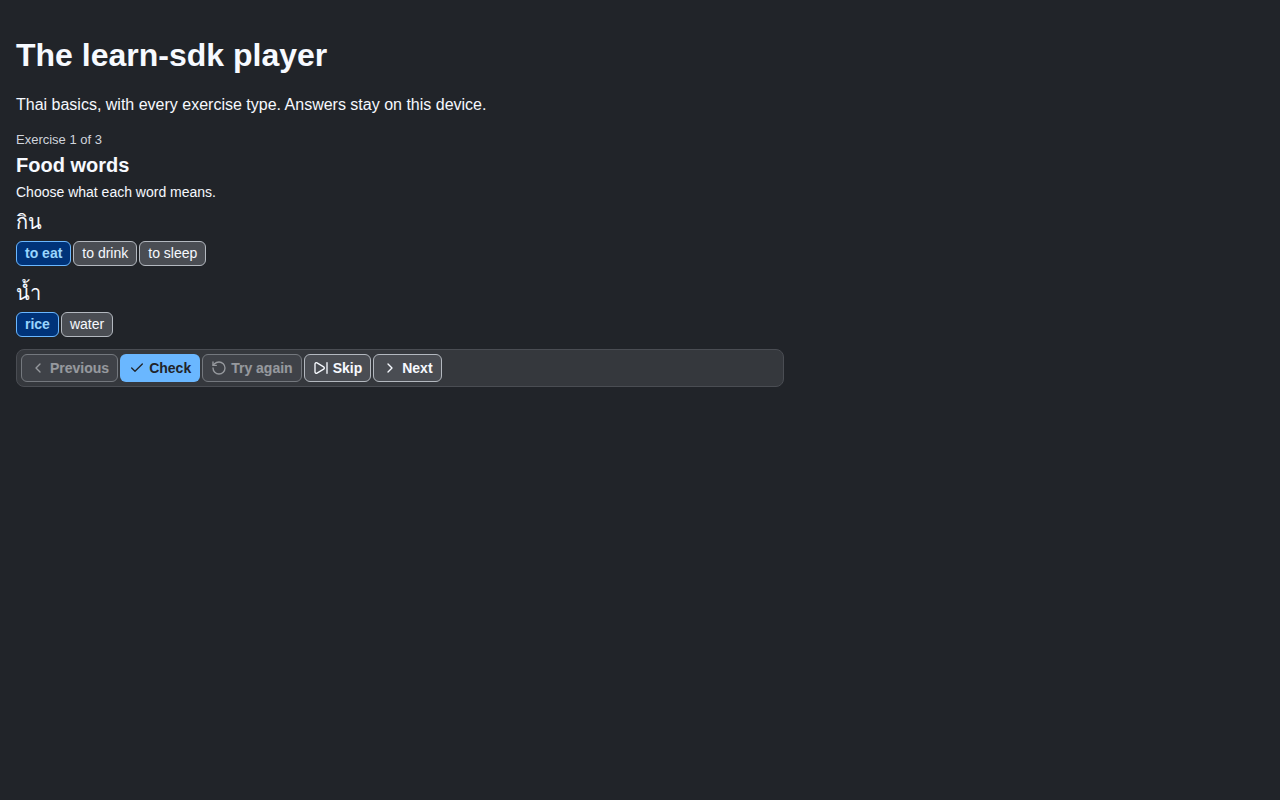 The learn-sdk player
Thai basics, with every exercise type. Answers stay on this device.
Exercise 1 of 3
Food words
Choose what each word means.
กิน
to eat to drink to sleep
น้ำ
rice water
Previous Check Try again Skip Next